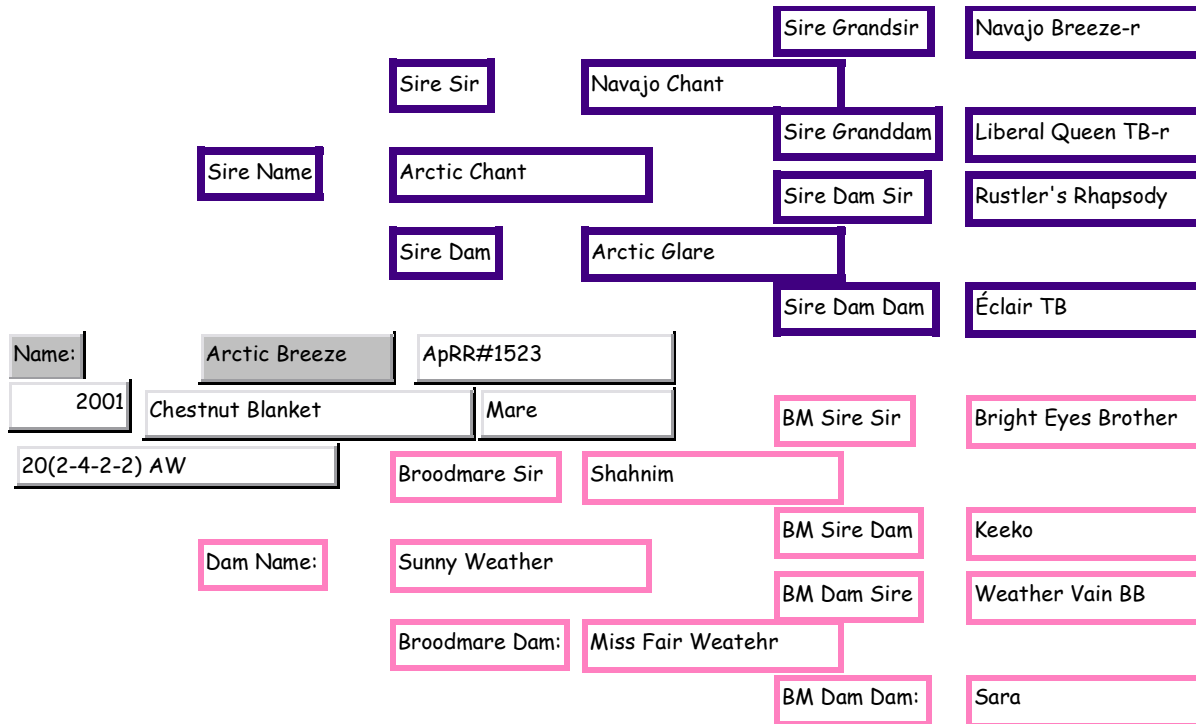 Sire Grandsir Navajo Breeze-r
Sire Sir Navajo Chant
Sire Granddam Liberal Queen TB-r
Sire Name Arctic Chant
Sire Dam Sir Rustler's Rhapsody
Sire Dam Arctic Glare
Sire Dam Dam Éclair TB
Name: Arctic Breeze ApRR#1523
2001 Chestnut Blanket Mare
BM Sire Sir Bright Eyes Brother
20(2-4-2-2) AW
Broodmare Sir Shahnim
BM Sire Dam Keeko
Dam Name: Sunny Weather
BM Dam Sire Weather Vain BB
Broodmare Dam: Miss Fair Weatehr
BM Dam Dam: Sara